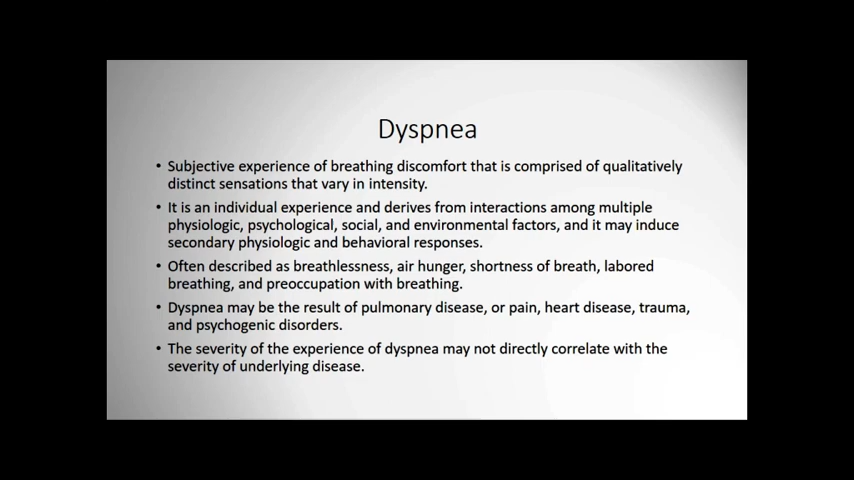 Dyspnea
• Subjective experience of breathing discomfort that is comprised of qualitatively
distinct sensations that vary in intensity.
• It is an individual experience and derives from interactions among multiple
physiologic, psychological, social, and environmental factors, and it may induce
secondary physiologic and behavioral responses.
• Often described as breathlessness, air hunger, shortness of breath, labored
breathing, and preoccupation with breathing.
• Dyspnea may be the result of pulmonary disease, or pain, heart disease, trauma,
and psychogenic disorders.
• The severity of the experience of dyspnea may not directly correlate with the
severity of underlying disease.